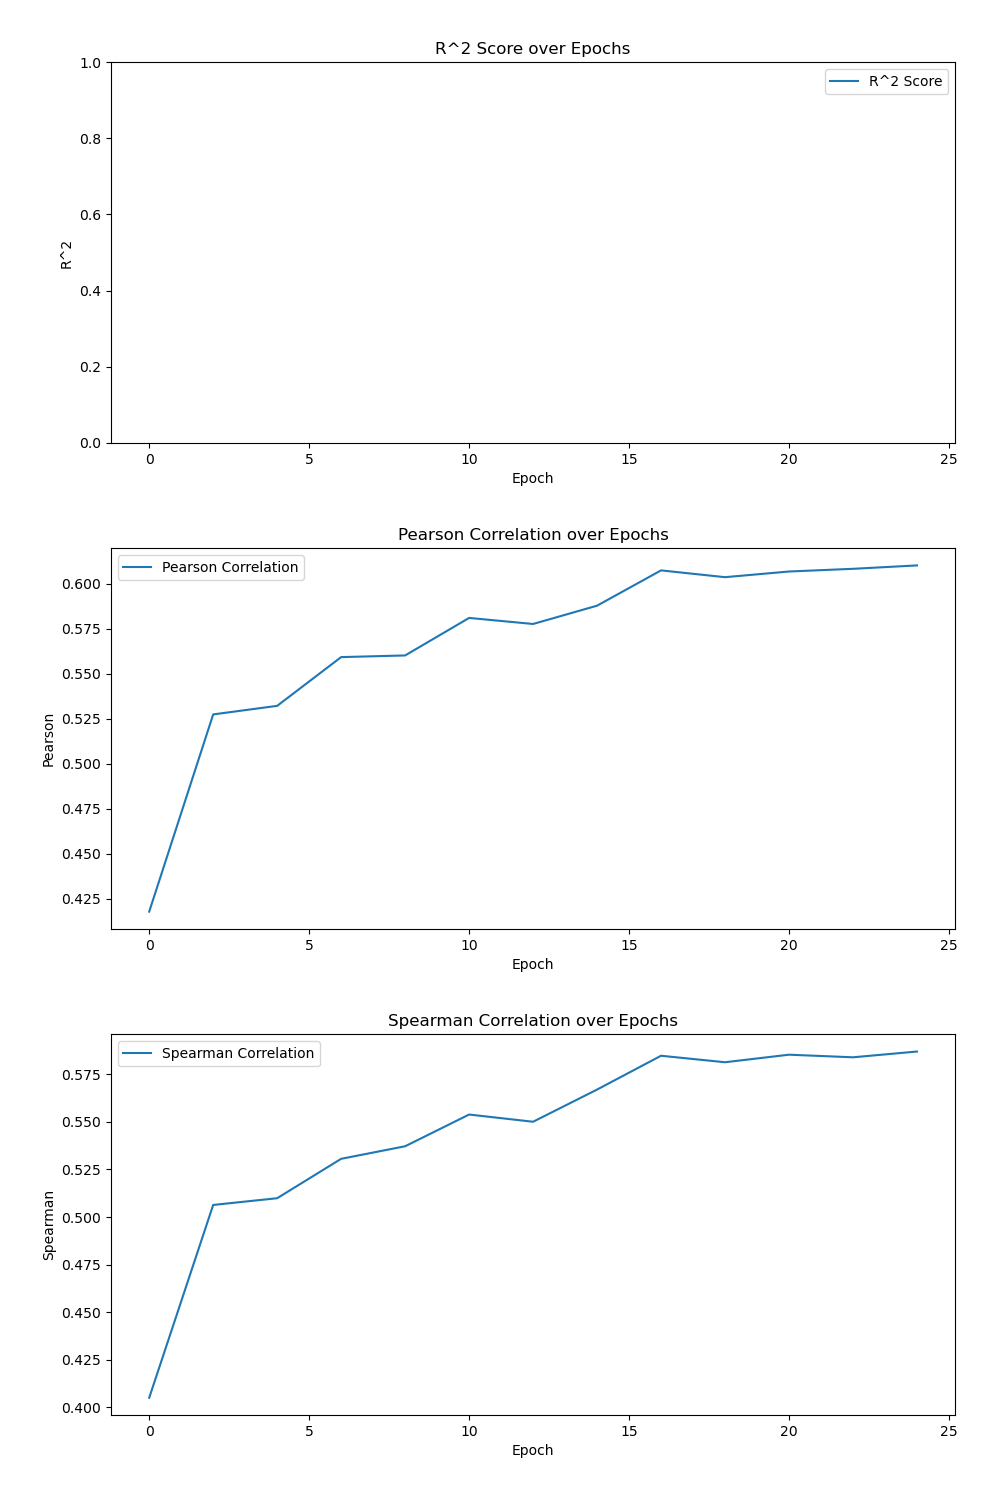 R^2 Score over Epochs
1.0
R^2 Score
0.8
0.6
R^2
0.4
0.2
0.0
0 5 10 15 20 25
Epoch
Pearson Correlation over Epochs
Pearson Correlation
0.600
0.575
0.550
0.525
Pearson
0.500
0.475
0.450
0.425
0 5 10 15 20 25
Epoch
Spearman Correlation over Epochs
Spearman Correlation
0.575
0.550
0.525
0.500
Spearman
0.475
0.450
0.425
0.400
0 5 10 15 20 25
Epoch